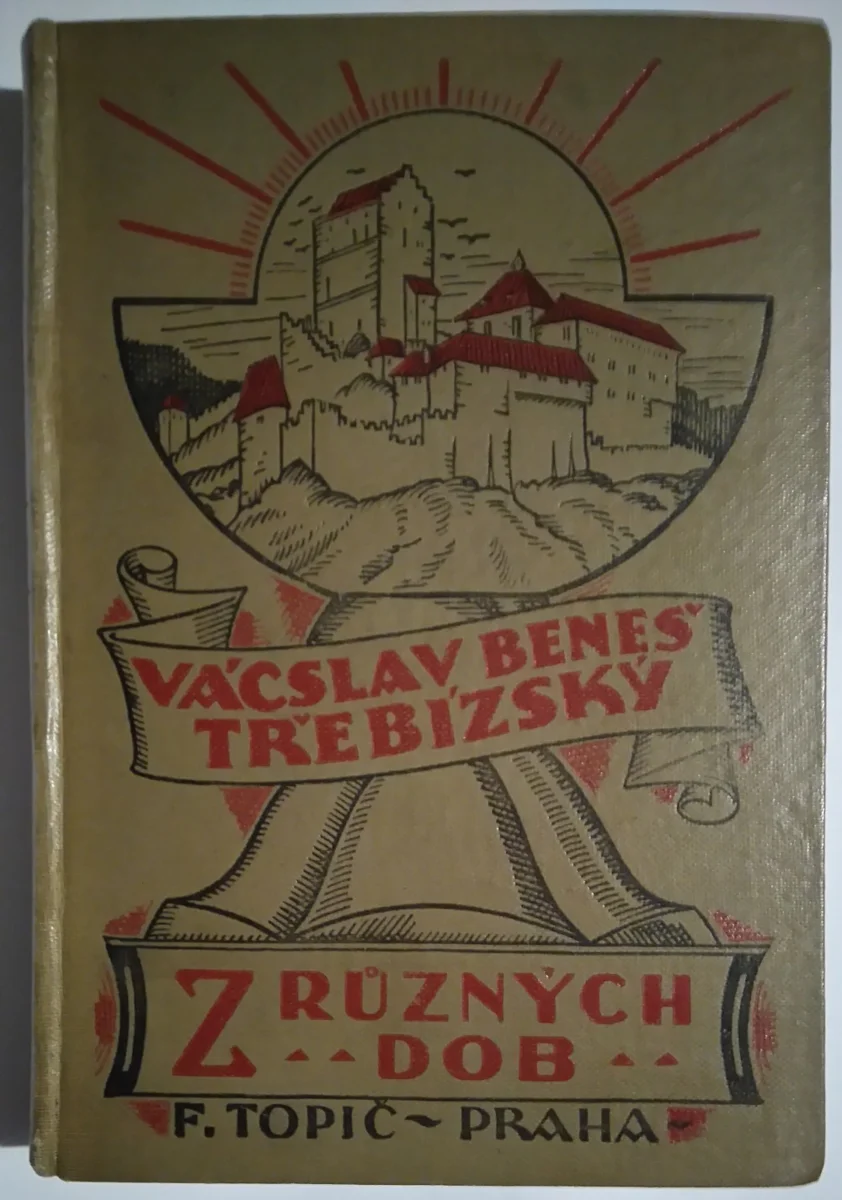 VÁCSLAV BENEŠ
TŘEBÍZSKÝ
Z RŮZNÝCH
DOB
F. TOPIČ ~ PRAHA ~